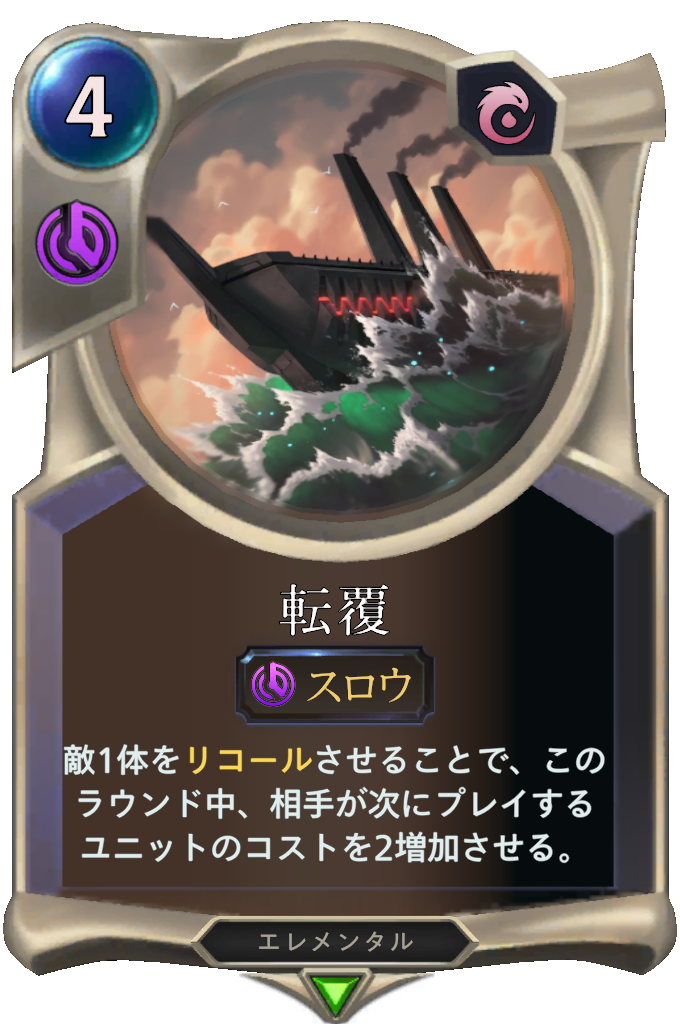 4
転覆
スロウ
敵1体をリコールさせることで、この
ラウンド中、相手が次にプレイする
ユニットのコストを2増加させる。
エレメンタル